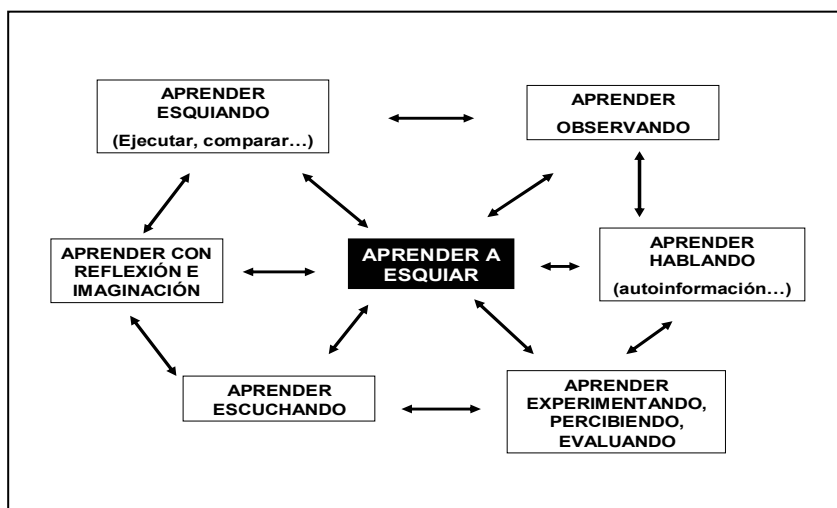 APRENDER
ESQUIANDO
(Ejecutar, comparar…)
APRENDER
OBSERVANDO
APRENDER CON
REFLEXIÓN E
IMAGINACIÓN
APRENDER A
ESQUIAR
APRENDER
HABLANDO
(autoinformación…)
APRENDER
ESCUCHANDO
APRENDER
EXPERIMENTANDO,
PERCIBIENDO,
EVALUANDO